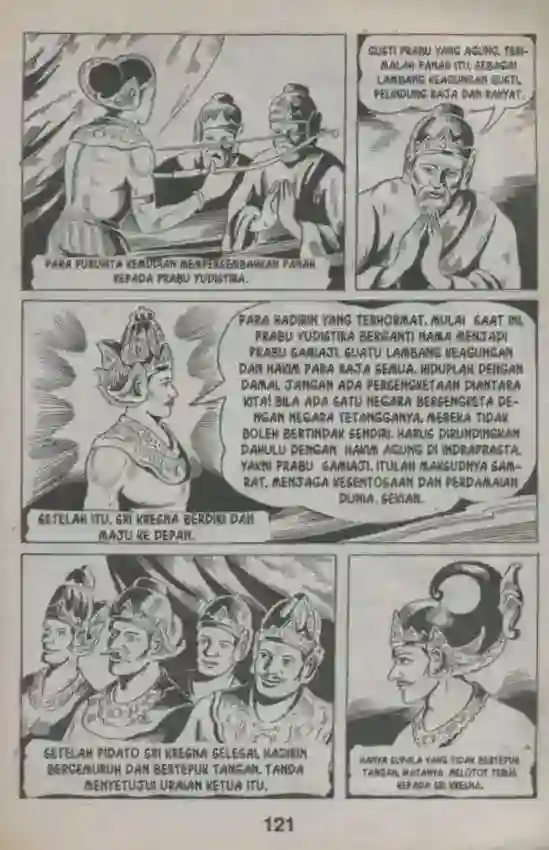 PARA PURUHITA KEMUDIAN MEMPERSEMBAHKAN PANAH
KEPADA PRABU YUDISTIRA.
GUSTI PRABU YANG AGUNG, TERI-
MALAH PANAH ITU, SEBAGAI
LAMBANG KEAGUNGAN GUSTI,
PELINDUNG RAJA DAN RAKYAT.
PARA HADIRIN YANG TERHORMAT, MULAI SAAT INI,
PRABU YUDISTIRA BERGANTI NAMA MENJADI
PRABU SAMIAJI, SUATU LAMBANG KEAGUNGAN
DAN HAKIM PARA RAJA SEMUA. HIDUPLAH DENGAN
DAMAI, JANGAN ADA PERSENGKETAAN DIANTARA
KITA! BILA ADA SATU NEGARA BERSENGKETA DE-
NGAN NEGARA TETANGGANYA, MEREKA TIDAK
BOLEH BERTINDAK SENDIRI. HARUS DIRUNDINGKAN
DAHULU DENGAN HAKIM AGUNG DI INDRAPRASTA,
YAKNI PRABU SAMIAJI. ITULAH MAKSUDNYA SAM-
RAT, MENJAGA KESENTOSAAN DAN PERDAMAIAN
DUNIA. SEKIAN.
SETELAH ITU, SRI KRESNA BERDIRI DAN
MAJU KE DEPAN.
SETELAH PIDATO SRI KRESNA SELESAI, HADIRIN
BERGEMURUH DAN BERTEPUK TANGAN, TANDA
MENYETUJUI URAIAN KETUA ITU.
HANYA SUPALA YANG TIDAK BERTEPUK
TANGAN, MATANYA MELOTOT TERUS
KEPADA SRI KRESNA.
121